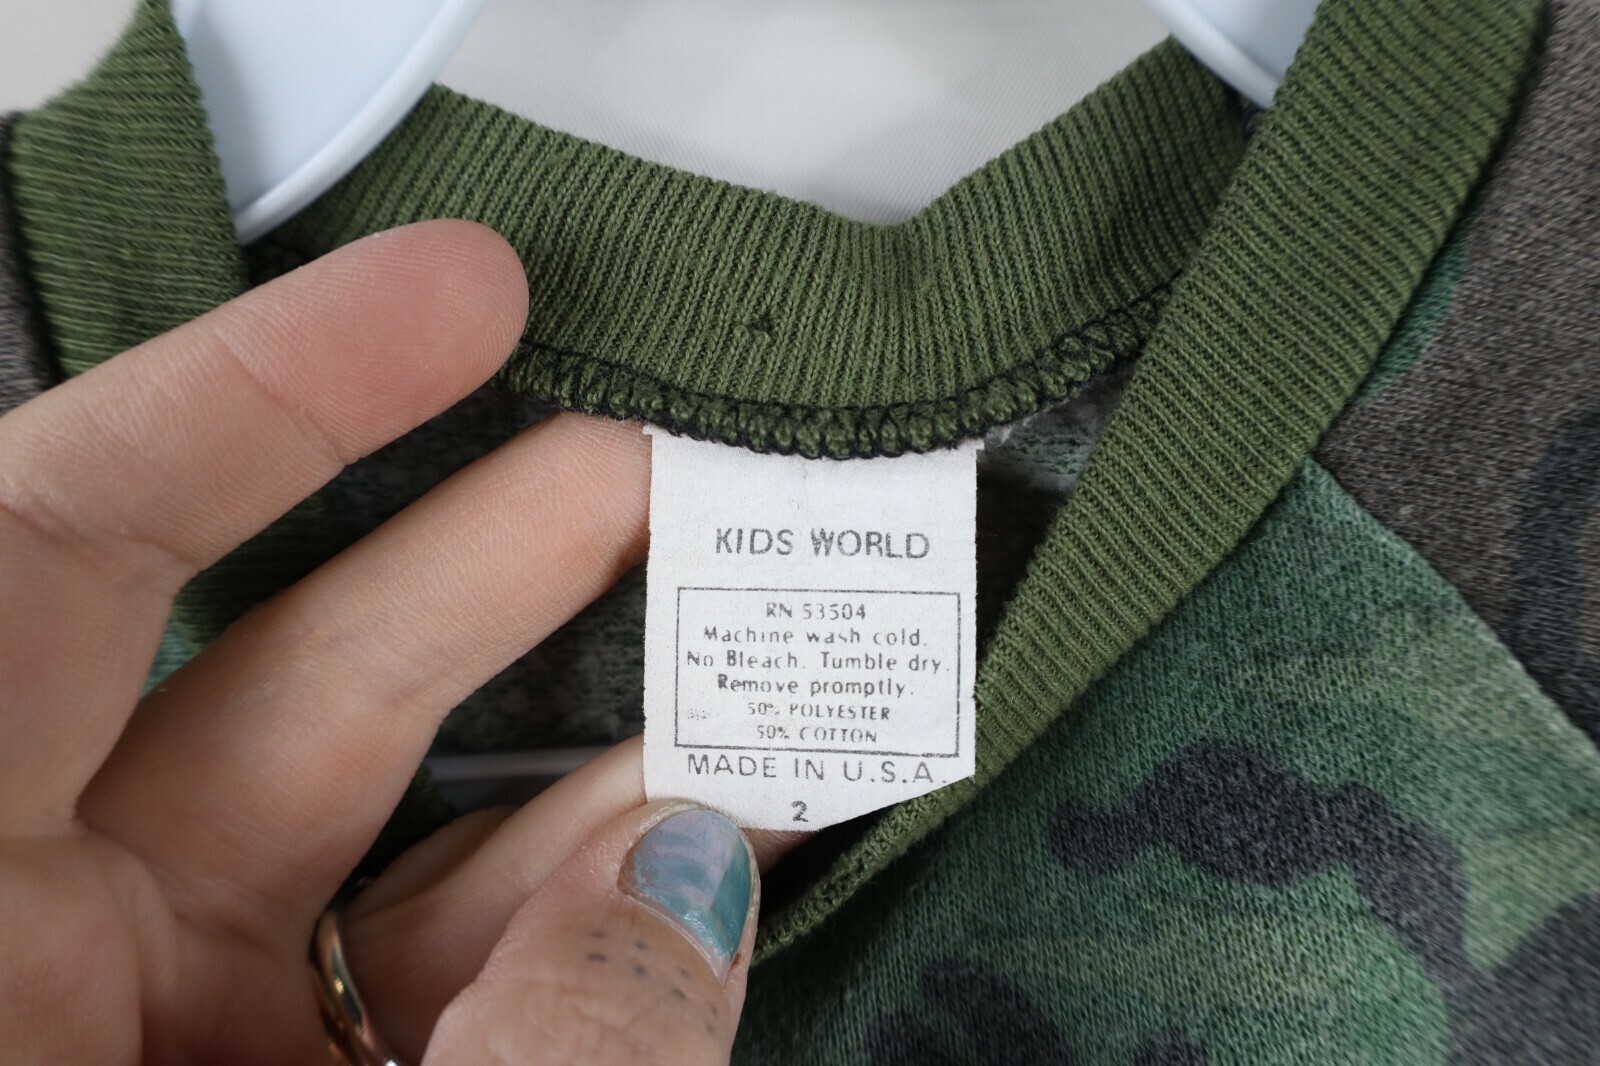 KIDS WORLD
RN 53504
Machine wash cold.
No Bleach. Tumble dry.
Remove promptly.
50% POLYESTER
50% COTTON
MADE IN U.S.A.
2